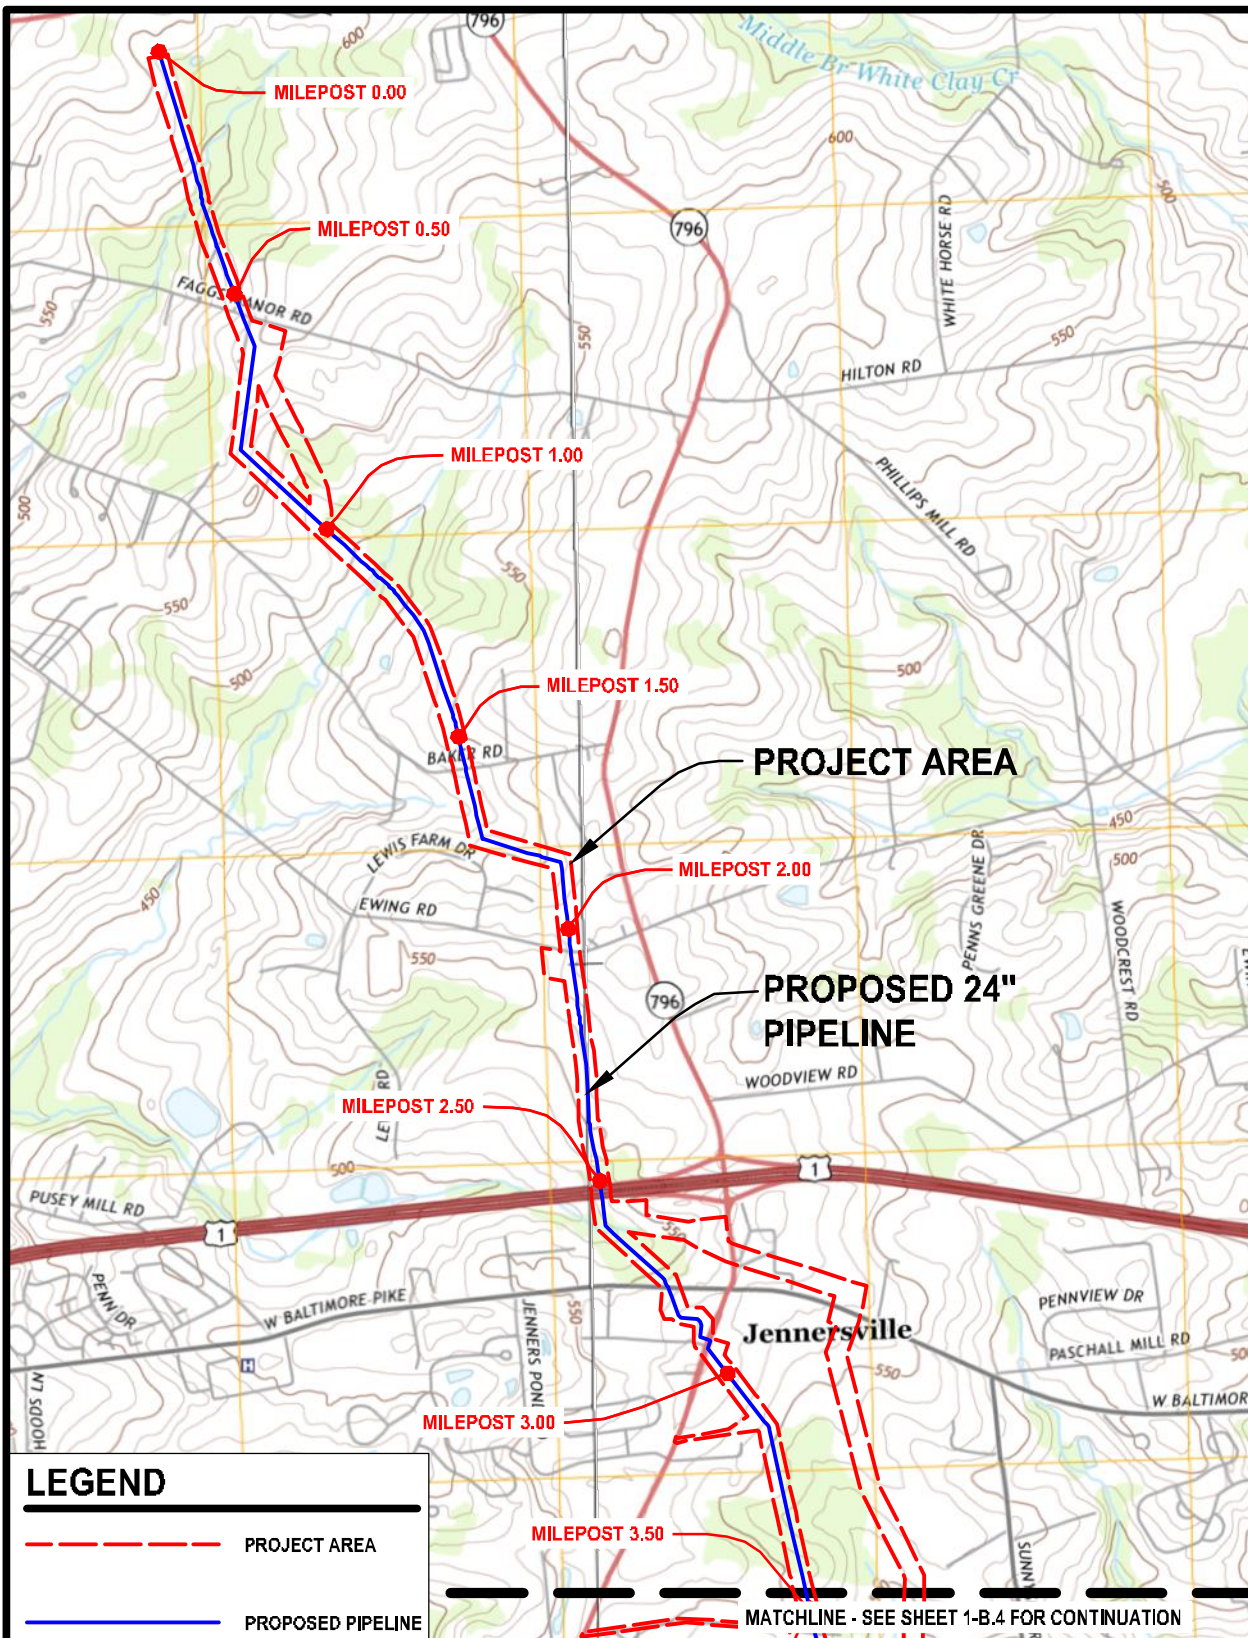 796
600
Middle Br White Clay Cr
MILEPOST 0.00
600
500
796
WHITE HORSE RD
MILEPOST 0.50
550
550
550
HILTON RD
MILEPOST 1.00
500
PHILLIPS MILL RD
550
550
500
500
MILEPOST 1.50
BAKER RD
PROJECT AREA
450
500
LEWIS FARM DR
MILEPOST 2.00
450
EWING RD
PENNS GREENE DR
WOODCREST RD
550
796
PROPOSED 24"
PIPELINE
WOODVIEW RD
MILEPOST 2.50
RD
500
1
PUSEY MILL RD
1
550
PENN DR
W BALTIMORE PIKE
550
PENNVIEW DR
Jennersville
PASCHALL MILL RD
H
550
HOODS LN
W BALTIMOR
MILEPOST 3.00
LEGEND
PROJECT AREA
MILEPOST 3.50
PROPOSED PIPELINE
MATCHLINE - SEE SHEET 1-B.4 FOR CONTINUATION